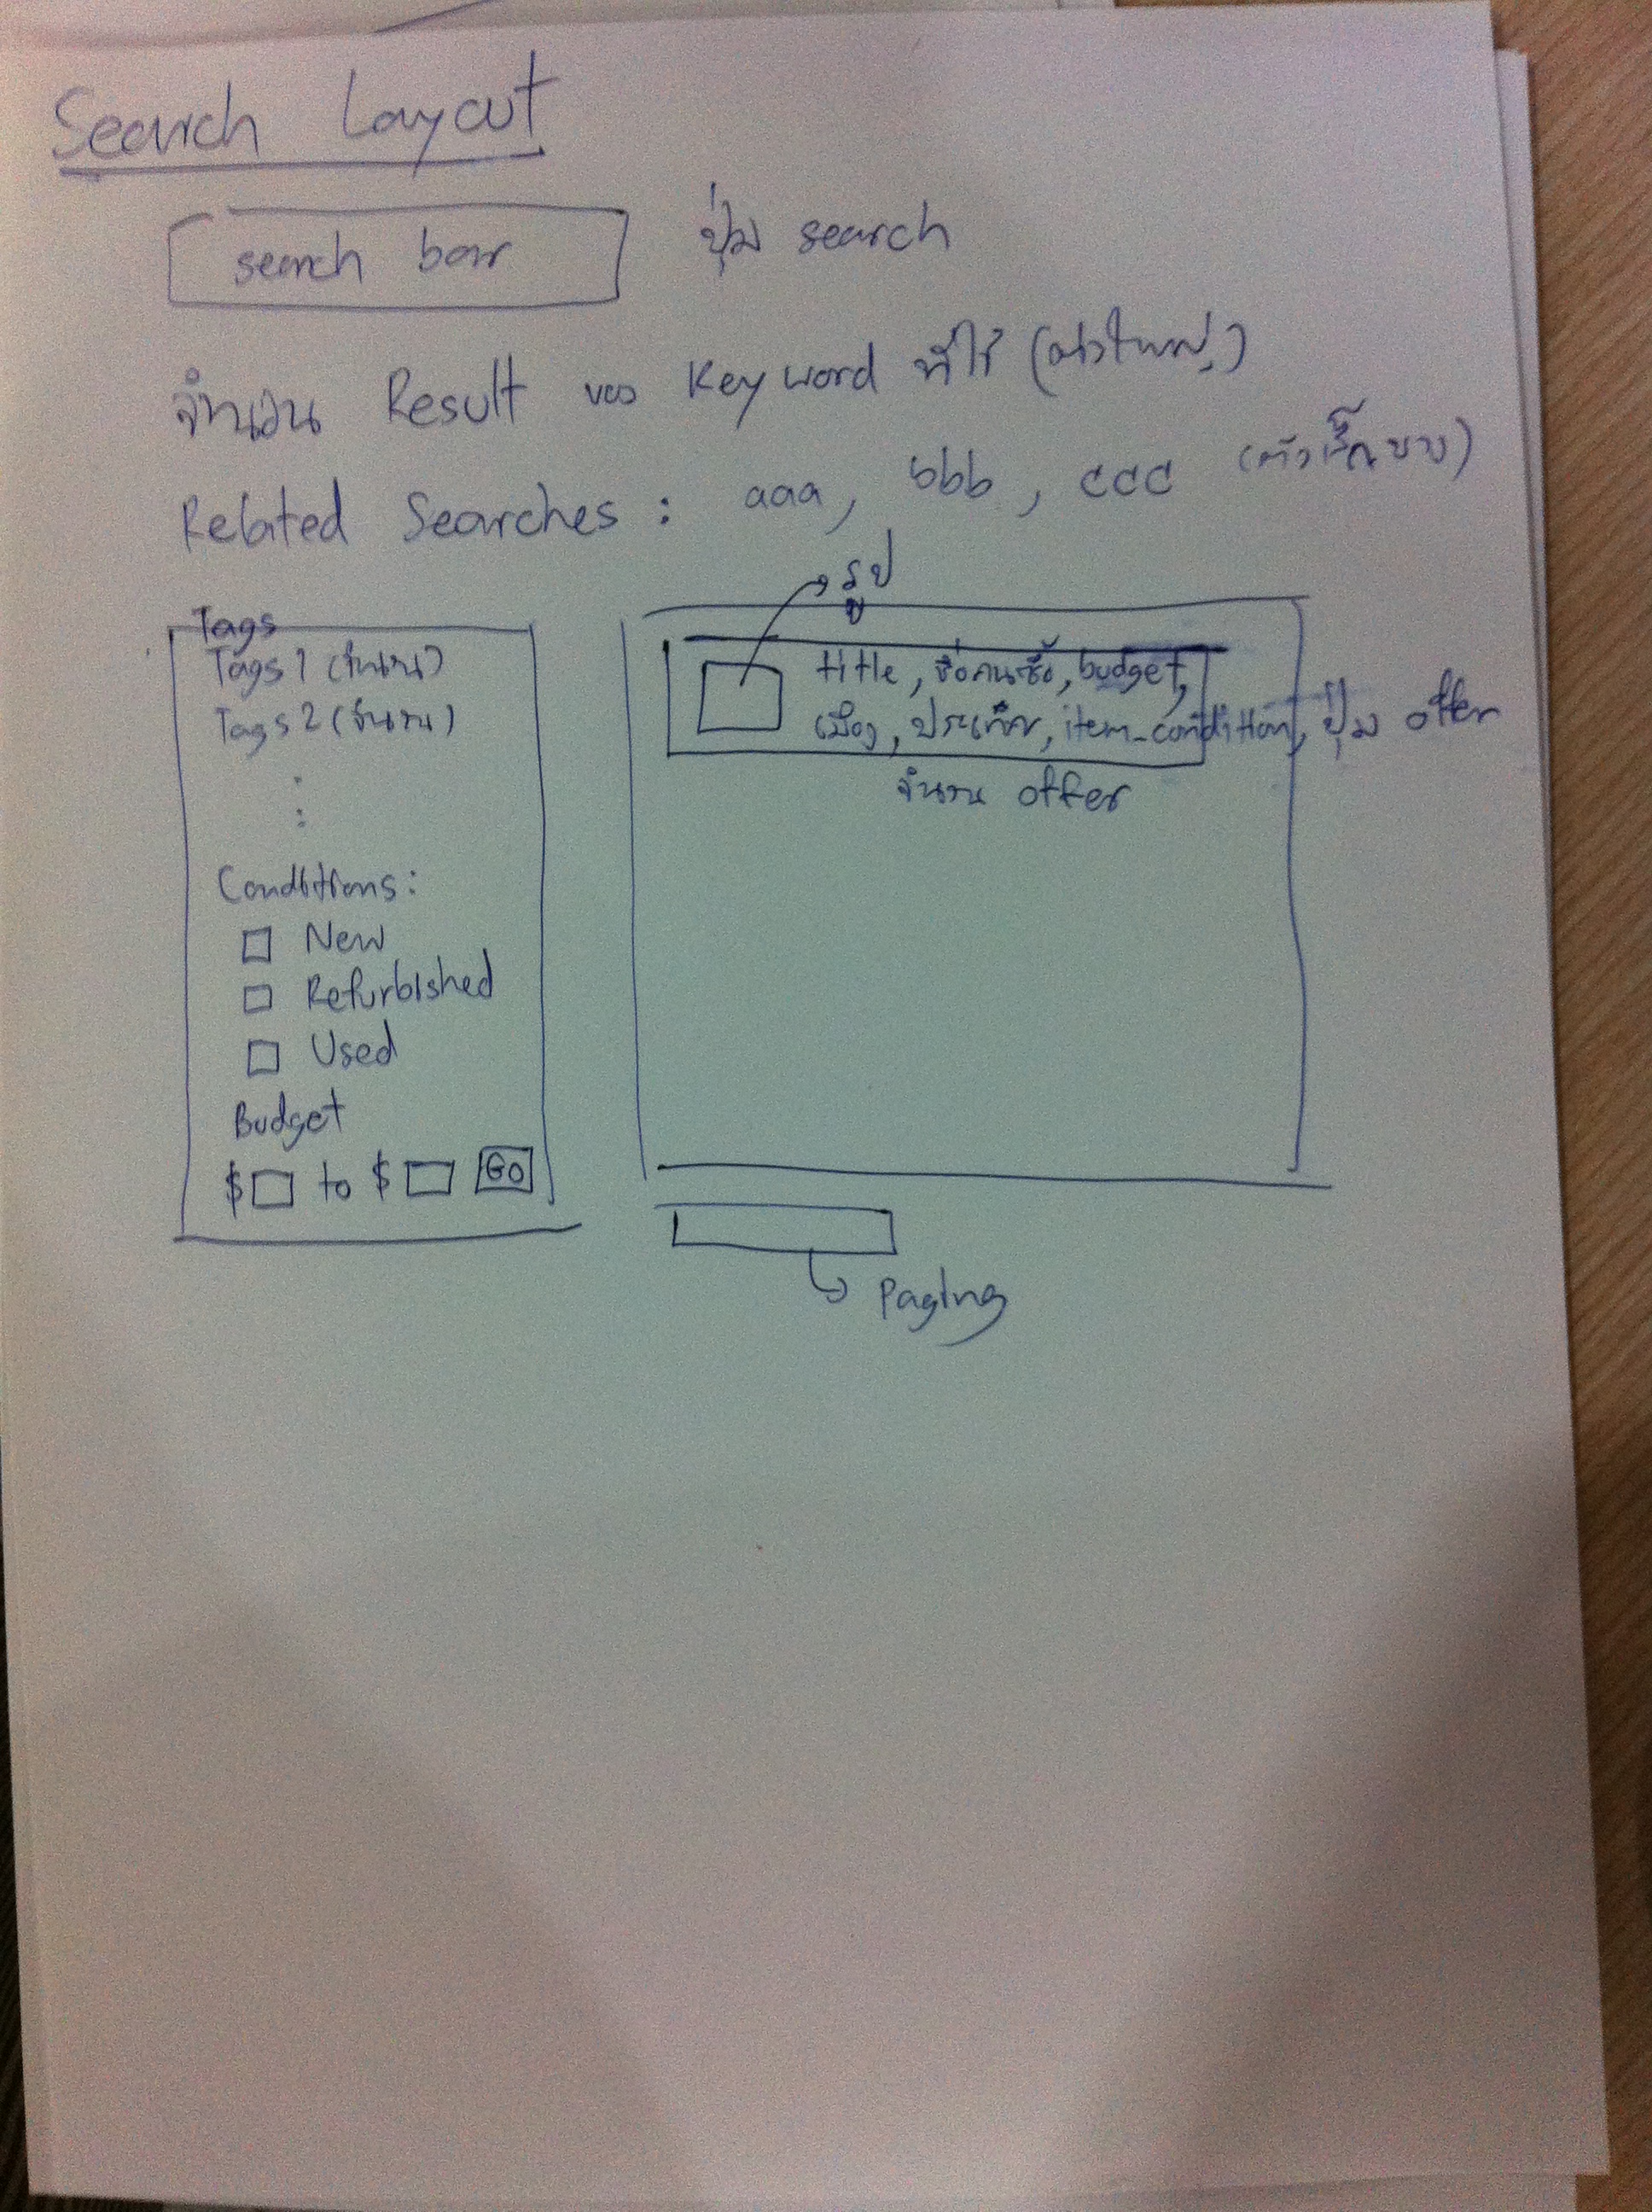 Search Layout
search bar
ปุ่ม search
จำนวน Result ของ Keyword ที่ใช้ (ตัวใหญ่)
Related Searches : aaa, bbb, ccc (ตัวเล็กบาง)
รูป
Tags
Tags 1 (จำนวน)
Tags 2 (จำนวน)
Conditions:
New
Refurbished
Used
Budget
$ to $ GO
title, ชื่อคนซื้อ, budget,
เมือง, ประเทศ, item_condition, ปุ่ม offer
จำนวน offer
Paging